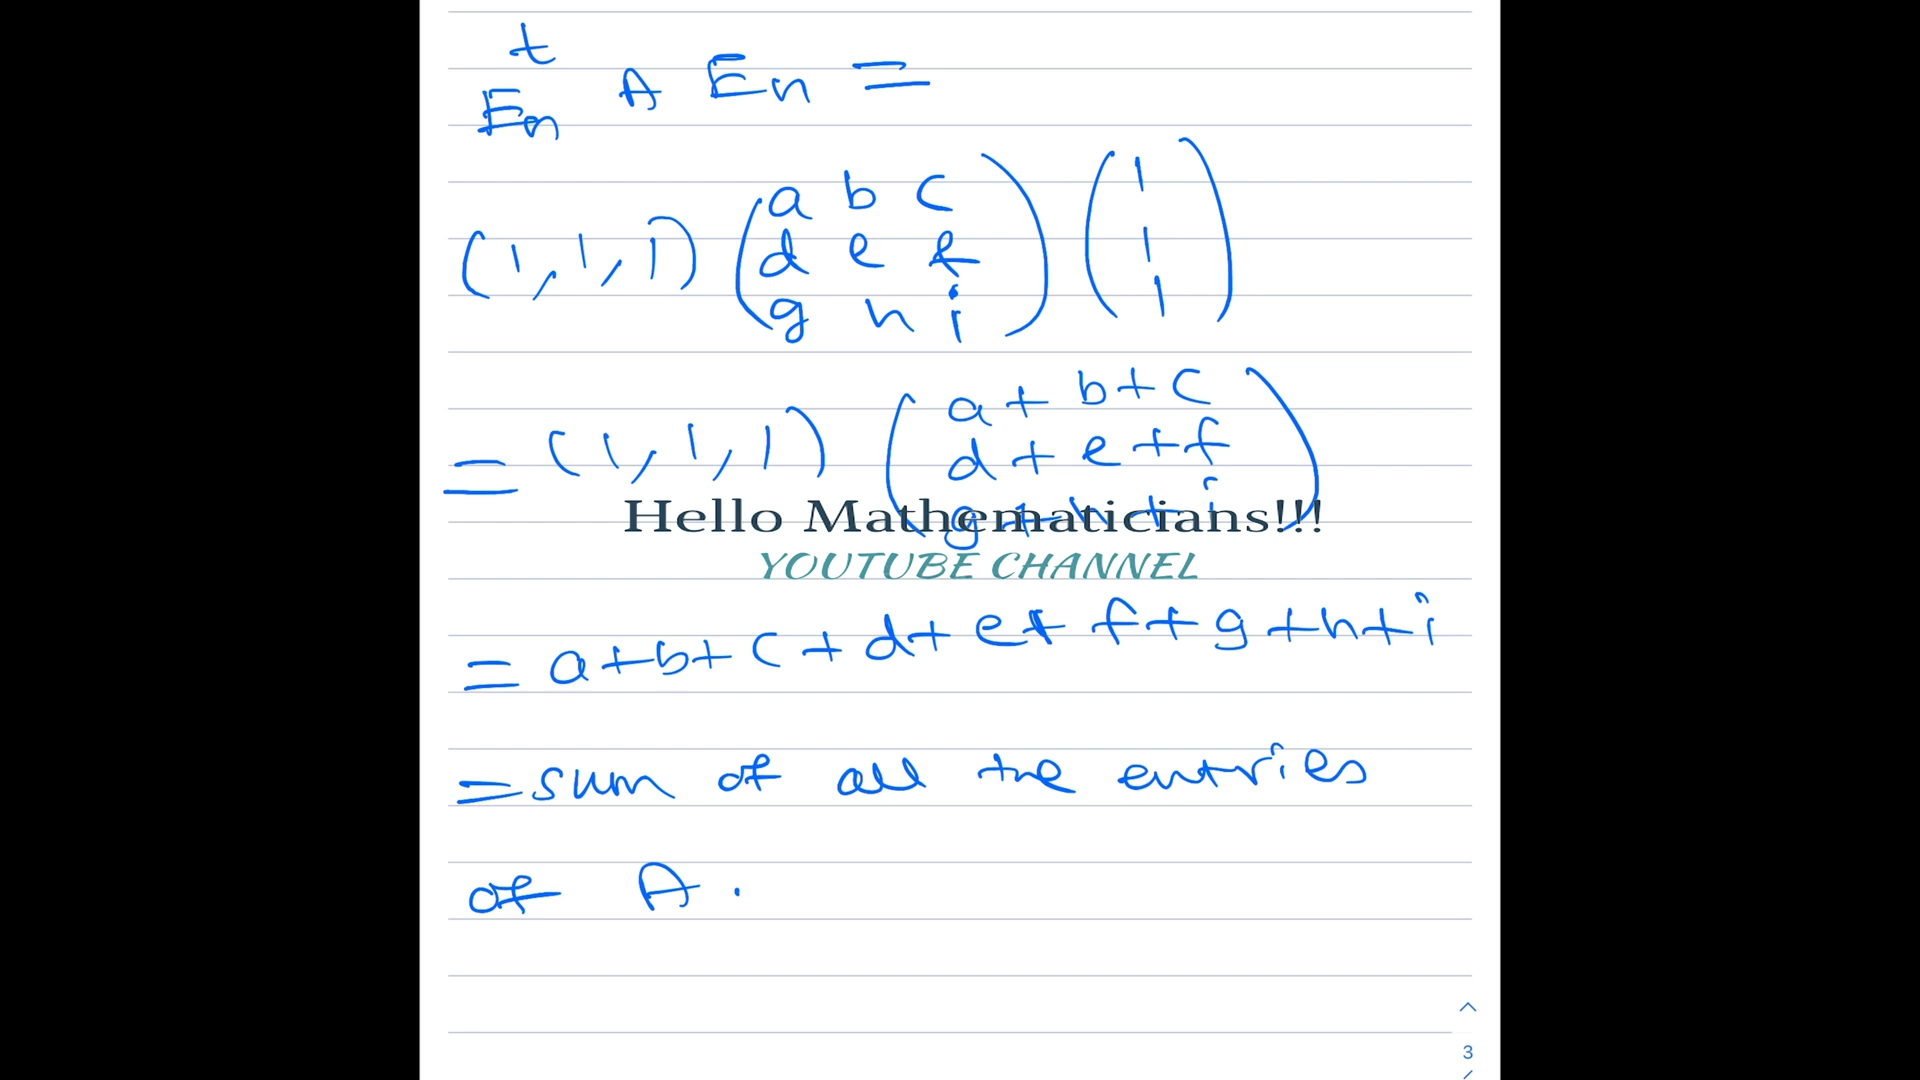 t
En A En =
(1, 1, 1) ( a b c ) ( 1 )
d e f 1
g h i 1
= (1, 1, 1) ( a + b + c )
d + e + f
g + h + i
Hello Mathematicians!!!
YOUTUBE CHANNEL
= a + b + c + d + e + f + g + h + i
= sum of all the entries
of A .
3